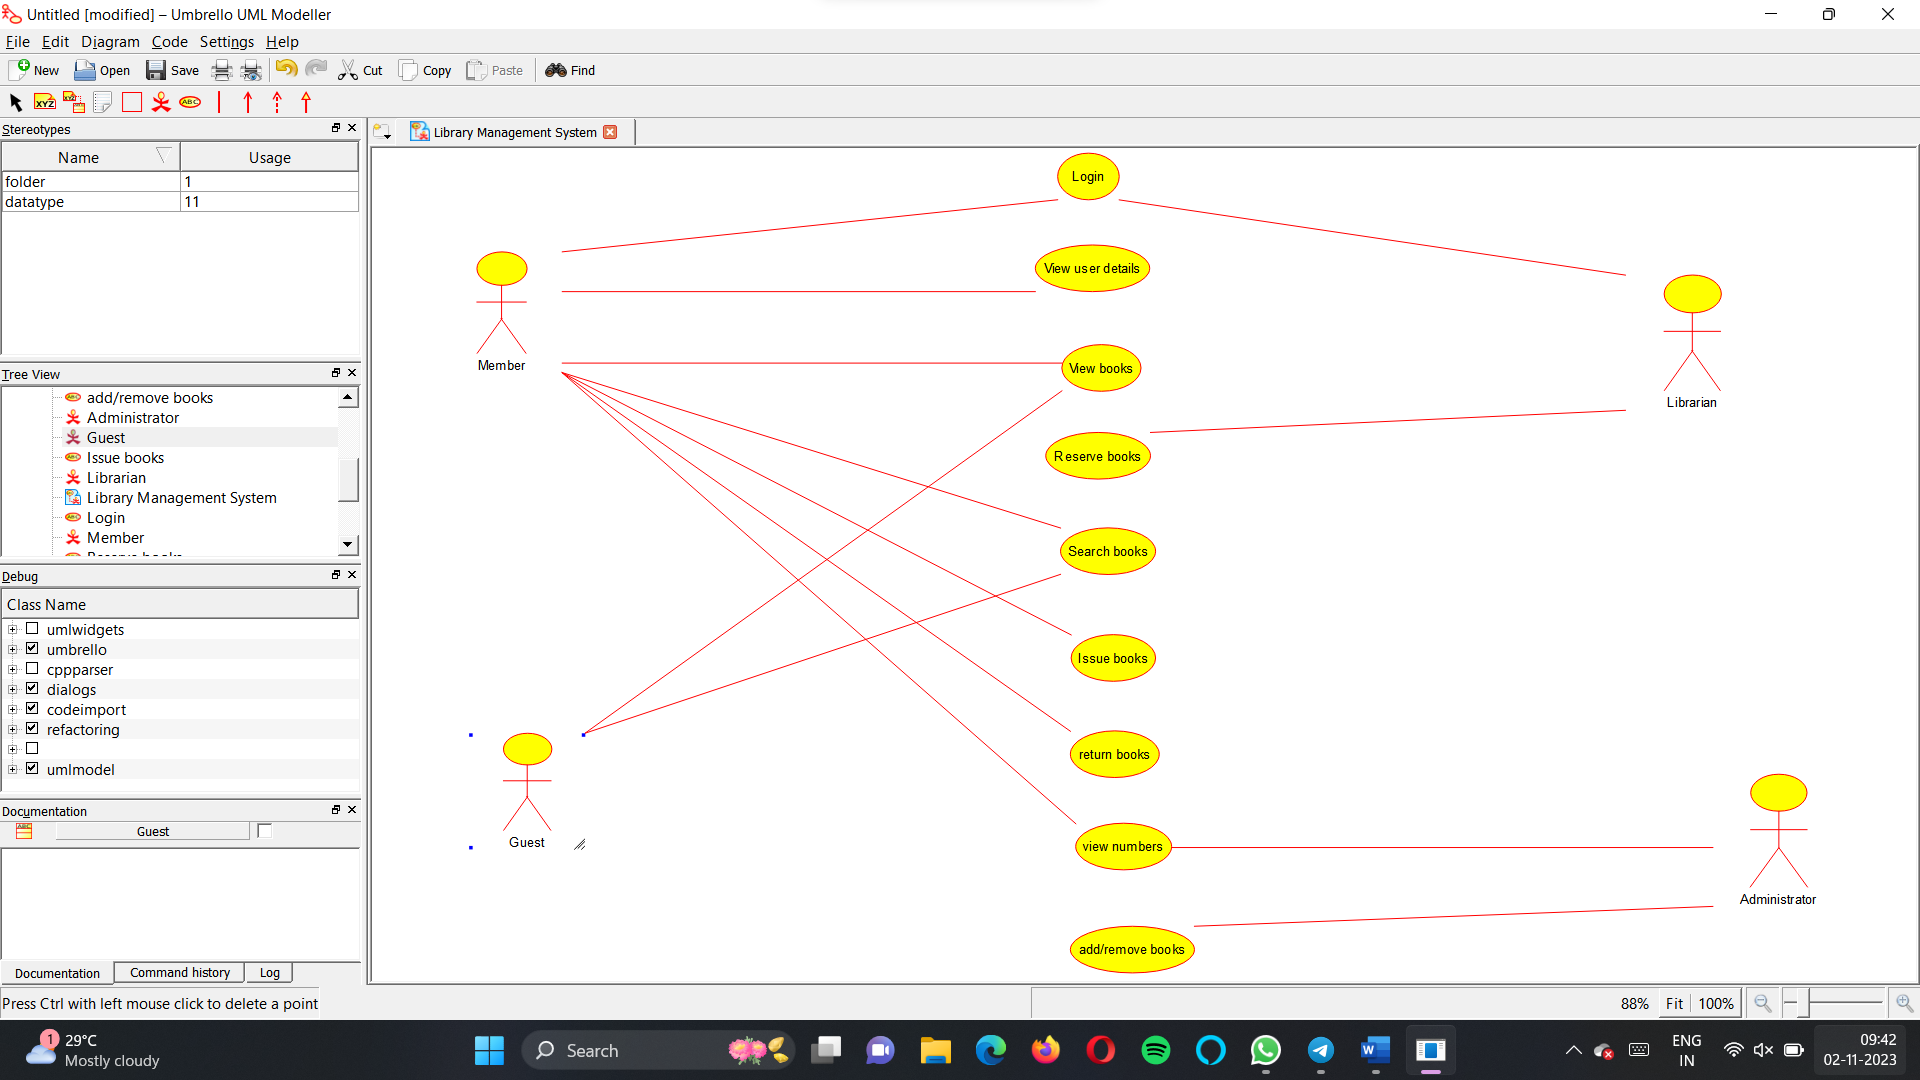 Untitled [modified] – Umbrello UML Modeller
File Edit Diagram Code Settings Help
New Open Save Cut Copy Paste Find
XYZ XYZ ABC
Stereotypes
Name Usage
folder 1
datatype 11
Tree View
add/remove books
Administrator
Guest
Issue books
Librarian
Library Management System
Login
Member
Debug
Class Name
umlwidgets
umbrello
cppparser
dialogs
codeimport
refactoring
umlmodel
Documentation
Guest
Documentation Command history Log
Press Ctrl with left mouse click to delete a point
Library Management System
Login
View user details
Member
View books
Librarian
Reserve books
Search books
Issue books
return books
Guest
view numbers
Administrator
add/remove books
88% Fit 100%
1
29°C
Mostly cloudy
Search
ENG
IN
09:42
02-11-2023